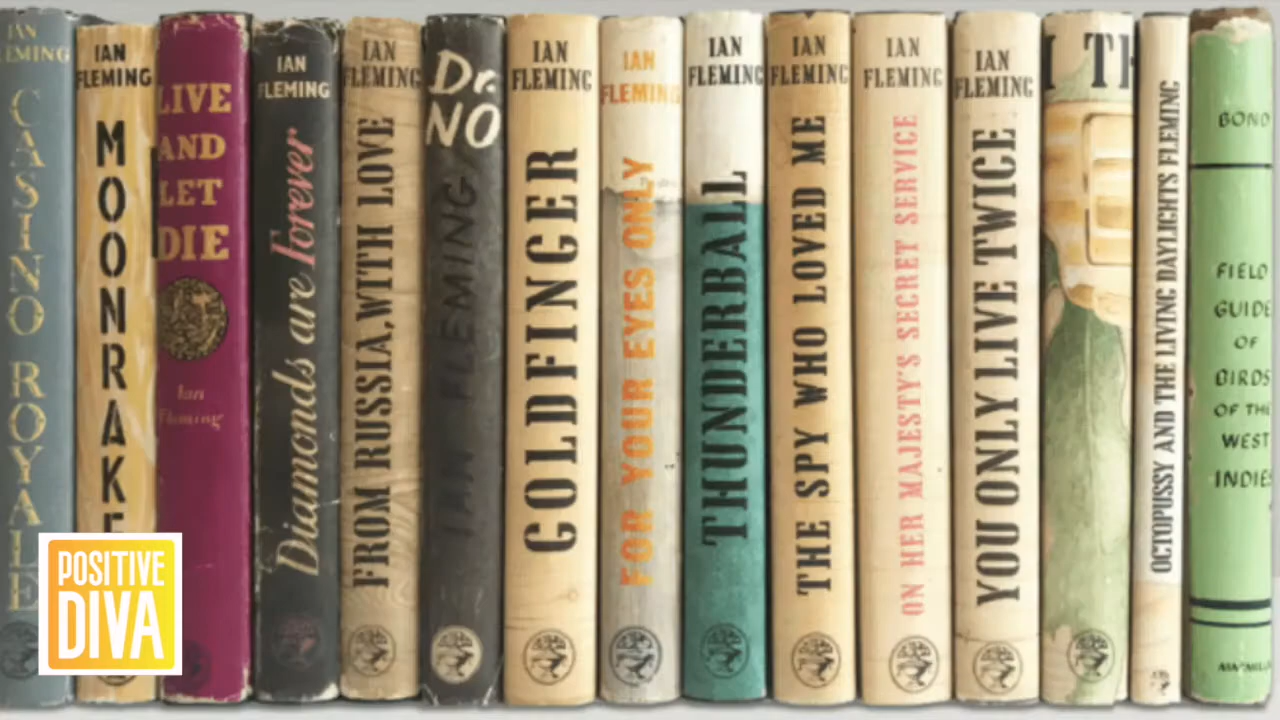 IAN
FLEMING
CASINO ROYALE
IAN
FLEMING
MOONRAKE
LIVE
AND
LET
DIE
Ian
Fleming
IAN
FLEMING
Diamonds are Forever
IAN
FLEMING
FROM RUSSIA, WITH LOVE
Dr.
NO
IAN FLEMING
IAN
FLEMING
GOLDFINGER
IAN
FLEMING
FOR YOUR EYES ONLY
IAN
FLEMING
THUNDERBALL
IAN
FLEMING
THE SPY WHO LOVED ME
IAN
FLEMING
ON HER MAJESTY'S SECRET SERVICE
IAN
FLEMING
YOU ONLY LIVE TWICE
TH
OCTOPUSSY AND THE LIVING DAYLIGHTS FLEMING
BOND
FIELD
GUIDE
OF
BIRDS
OF THE
WEST
INDIES
POSITIVE
DIVA